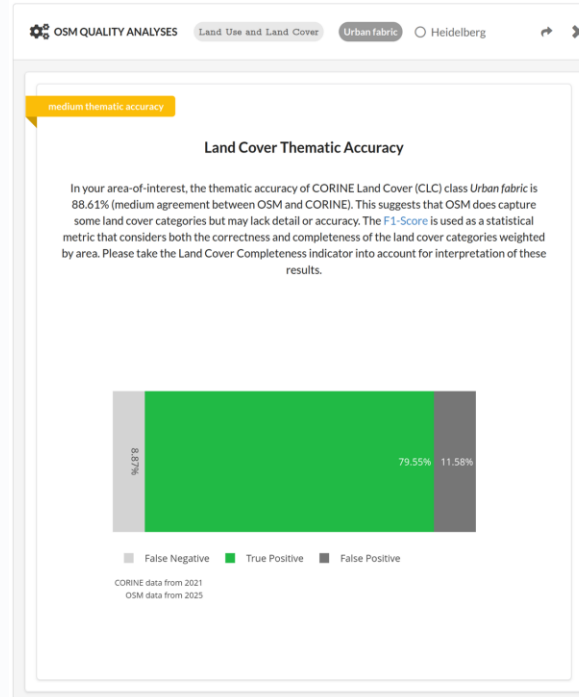 OSM QUALITY ANALYSES Land Use and Land Cover Urban fabric Heidelberg
medium thematic accuracy
Land Cover Thematic Accuracy
In your area-of-interest, the thematic accuracy of CORINE Land Cover (CLC) class Urban fabric is
88.61% (medium agreement between OSM and CORINE). This suggests that OSM does capture
some land cover categories but may lack detail or accuracy. The F1-Score is used as a statistical
metric that considers both the correctness and completeness of the land cover categories weighted
by area. Please take the Land Cover Completeness indicator into account for interpretation of these
results.
8.87%
79.55% 11.58%
False Negative True Positive False Positive
CORINE data from 2021
OSM data from 2025